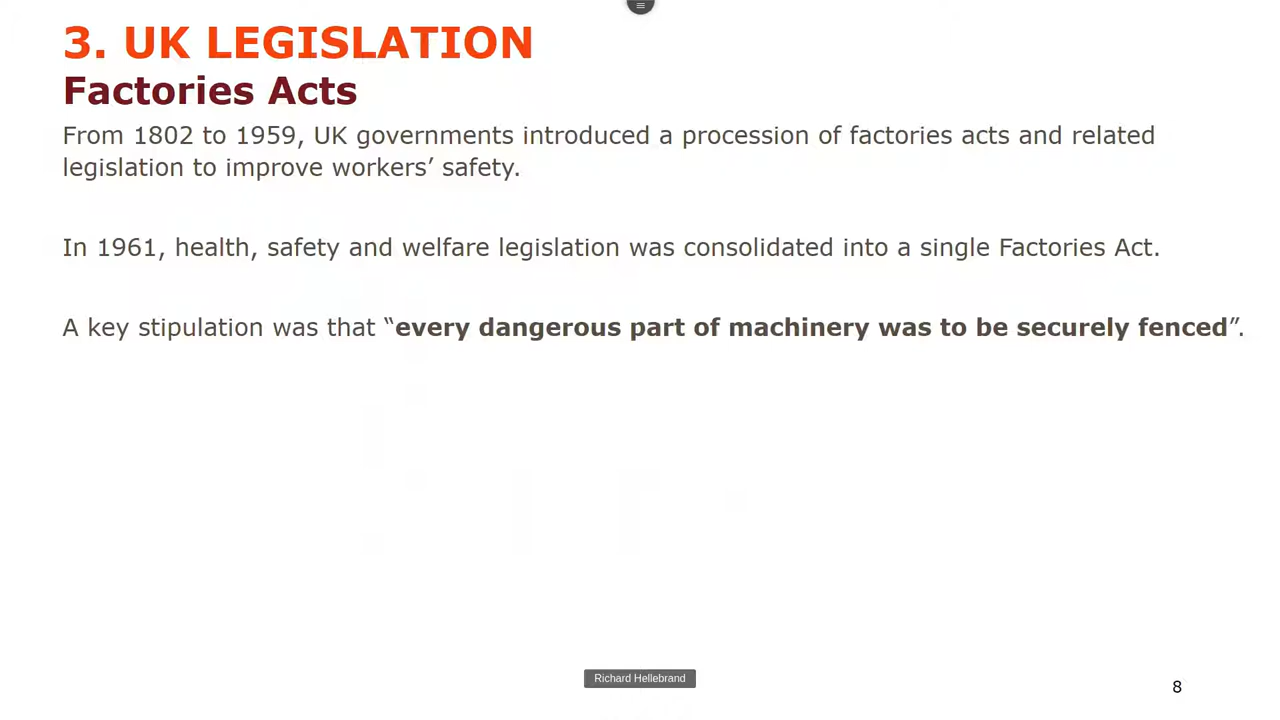 3. UK LEGISLATION
Factories Acts
From 1802 to 1959, UK governments introduced a procession of factories acts and related
legislation to improve workers’ safety.
In 1961, health, safety and welfare legislation was consolidated into a single Factories Act.
A key stipulation was that “every dangerous part of machinery was to be securely fenced”.
Richard Hellebrand
8